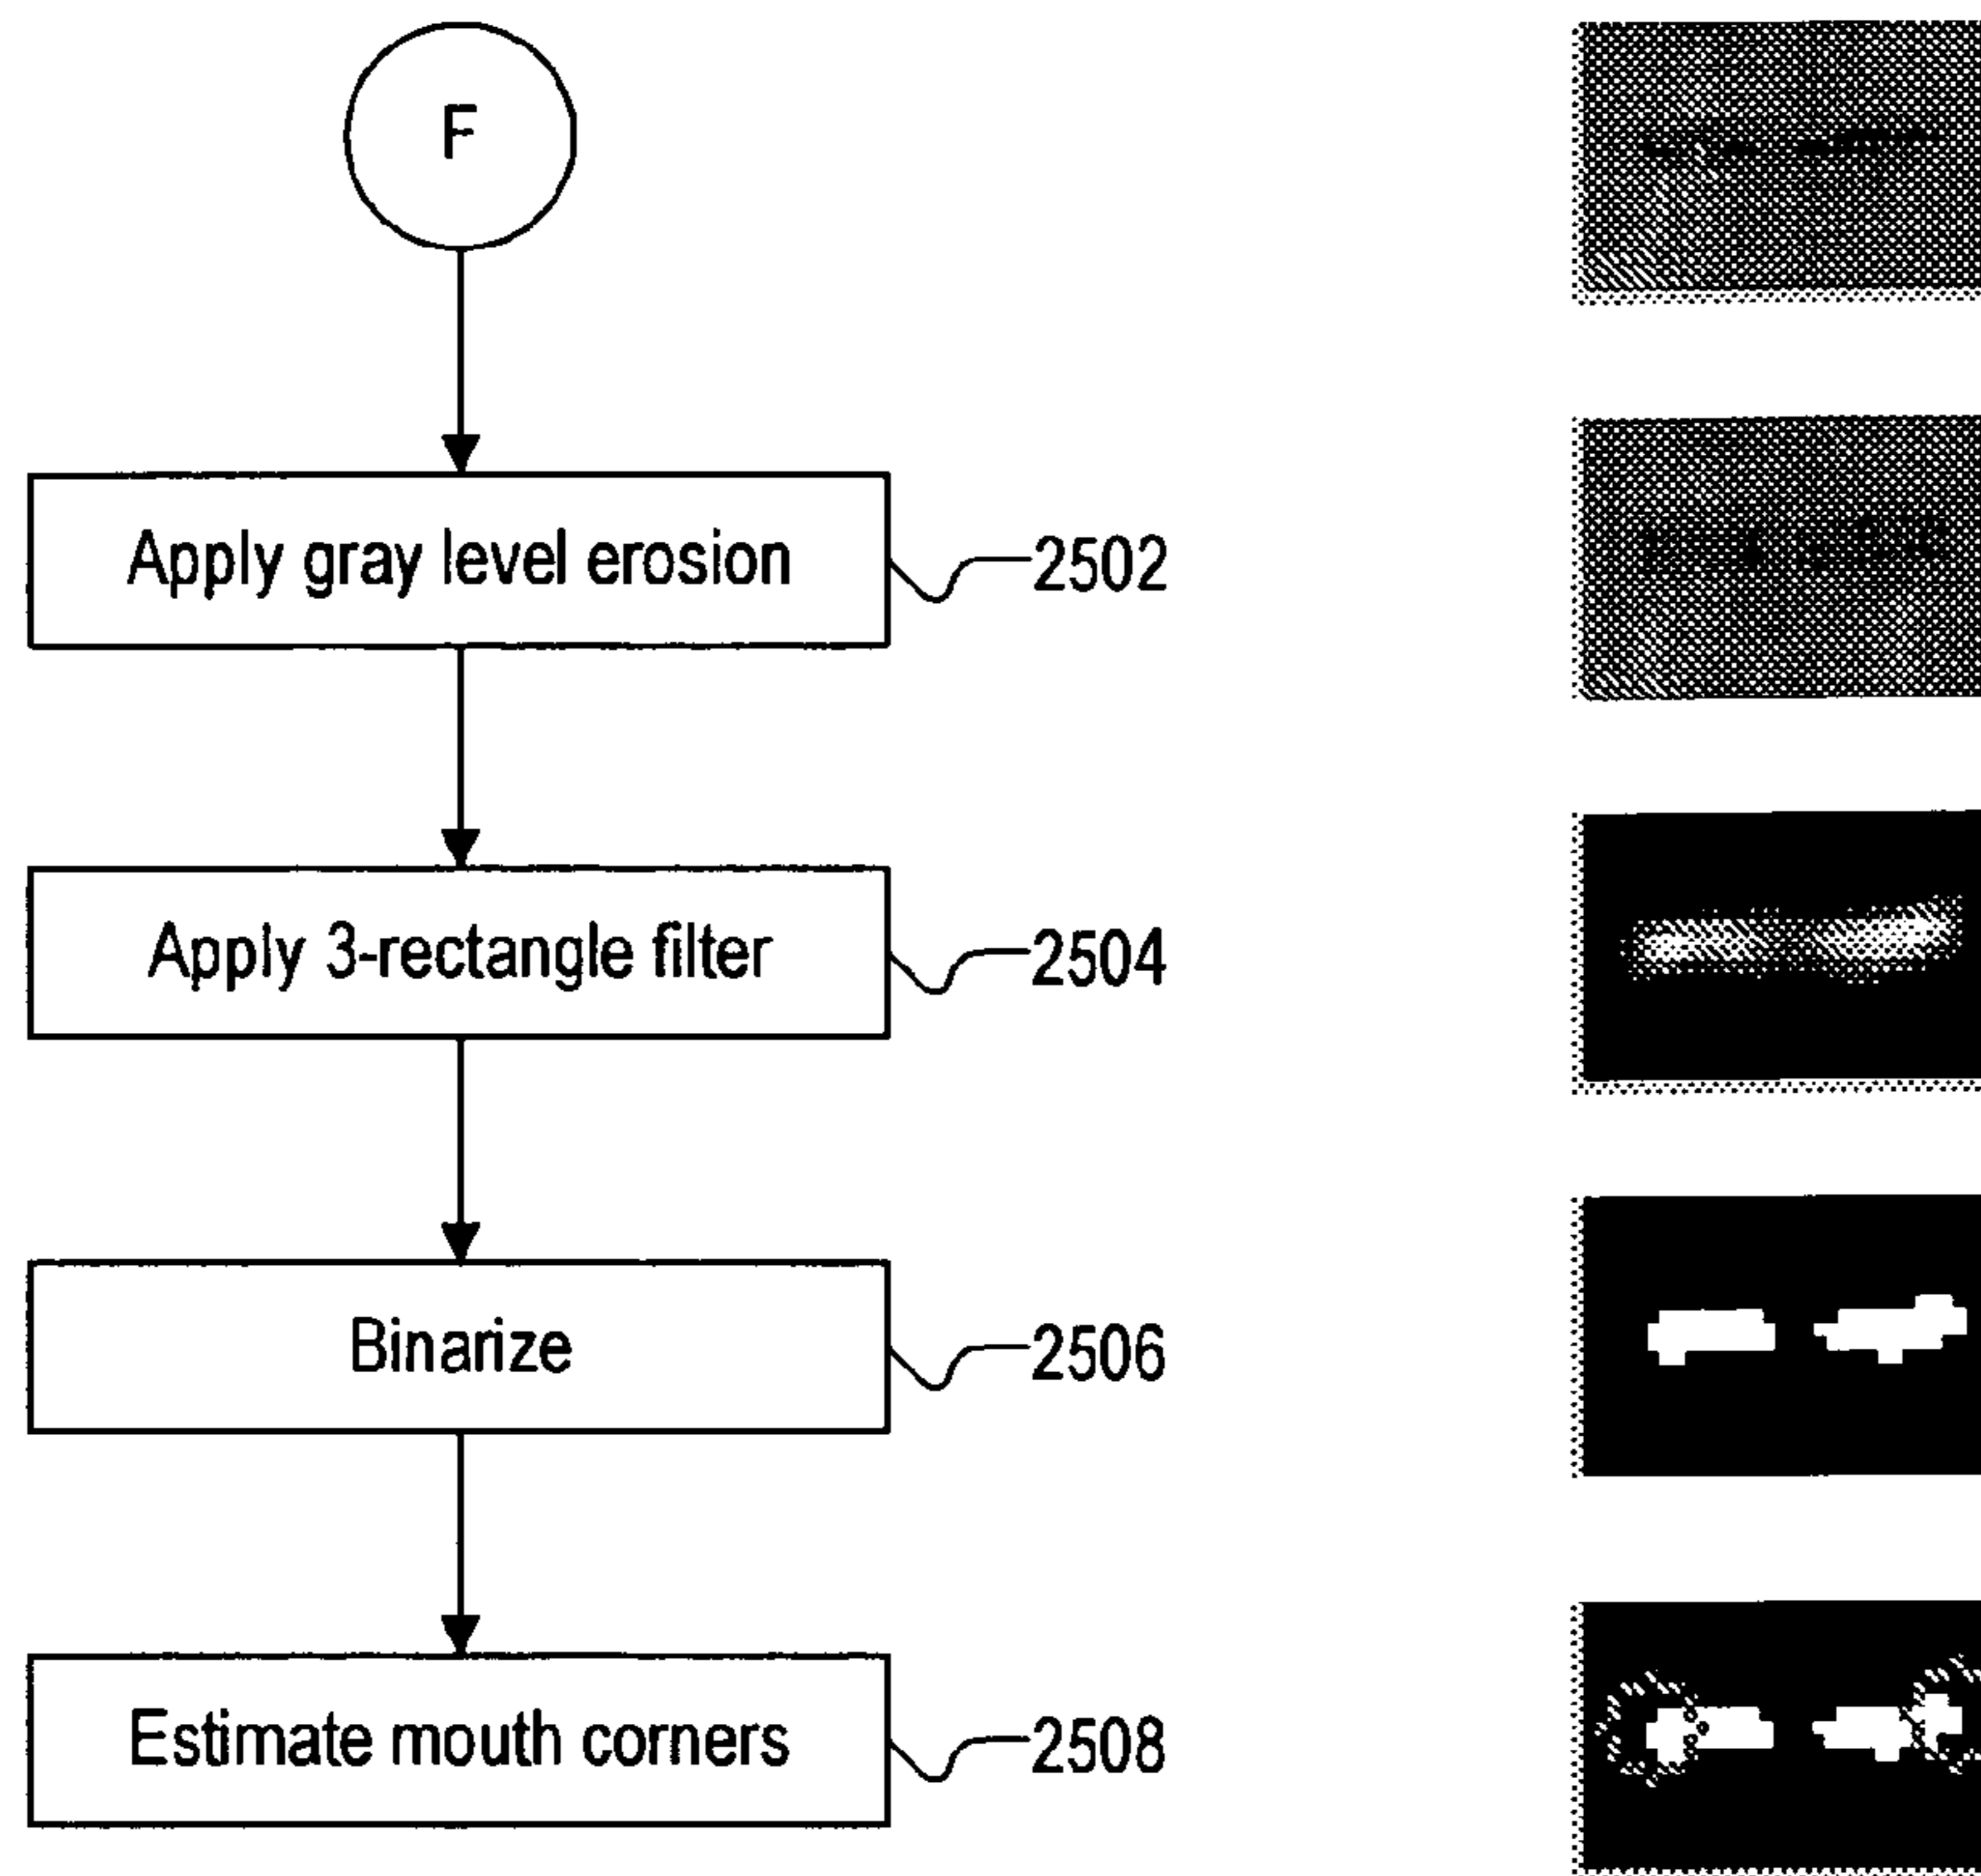 F
Apply gray level erosion 2502
Apply 3-rectangle filter 2504
Binarize 2506
Estimate mouth corners 2508